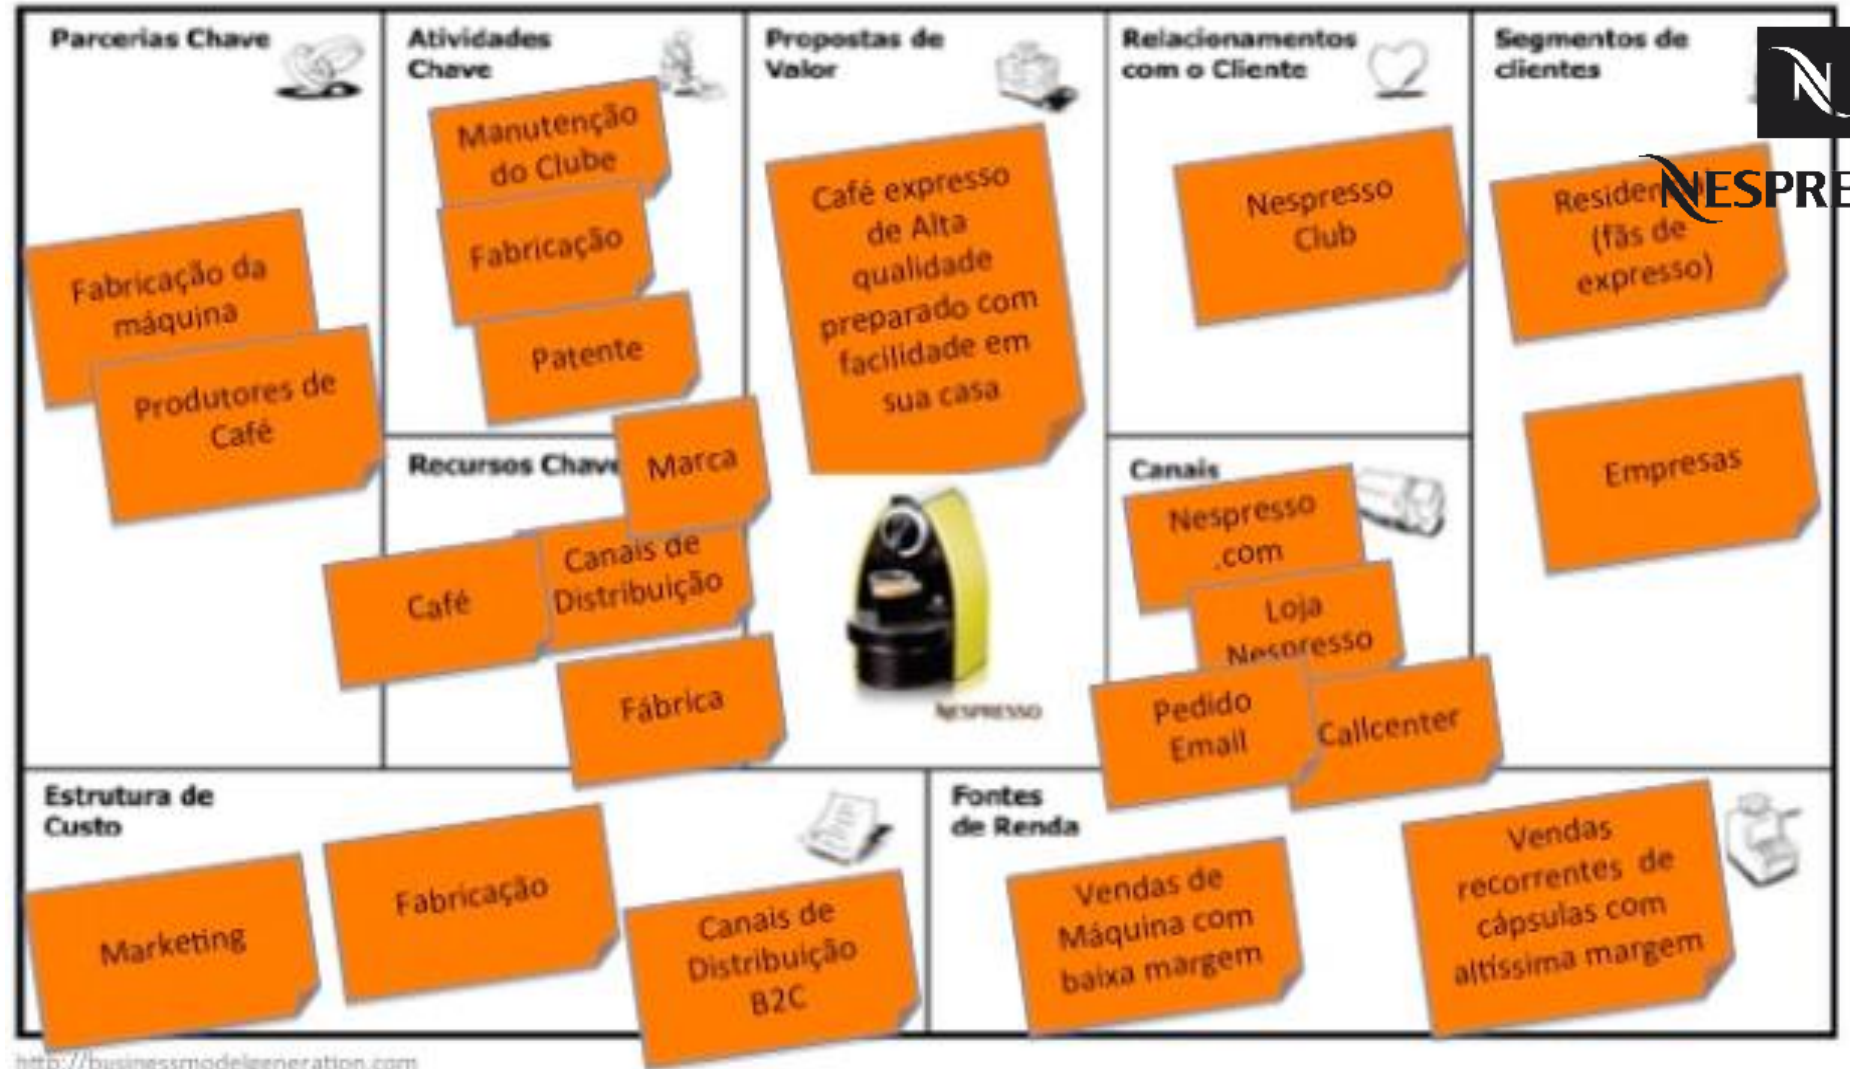 Parcerias Chave
Fabricação da
máquina
Produtores de
Café
Atividades
Chave
Manutenção
do Clube
Fabricação
Patente
Recursos Chave
Marca
Canais de
Distribuição
Café
Fábrica
Propostas de
Valor
Café expresso
de Alta
qualidade
preparado com
facilidade em
sua casa
NESPRESSO
Relacionamentos
com o Cliente
Nespresso
Club
Canais
Nespresso
.com
Loja
Nespresso
Pedido
Email
Callcenter
Segmentos de
clientes
N
NESPRE
(fãs de
expresso)
Empresas
Estrutura de
Custo
Marketing
Fabricação
Canais de
Distribuição
B2C
Fontes
de Renda
Vendas de
Máquina com
baixa margem
Vendas
recorrentes de
cápsulas com
altíssima margem
http://businessmodelgeneration.com